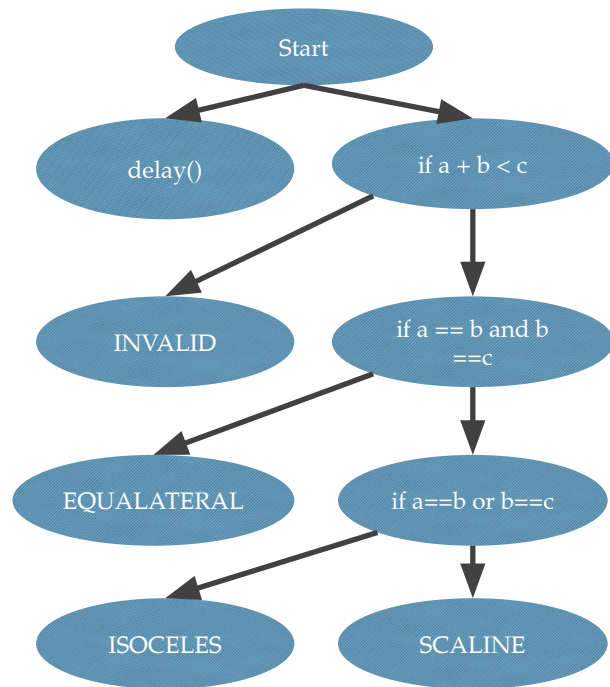 Start
delay()
if a + b < c
INVALID
if a == b and b
==c
EQUALATERAL
if a==b or b==c
ISOCELES
SCALINE